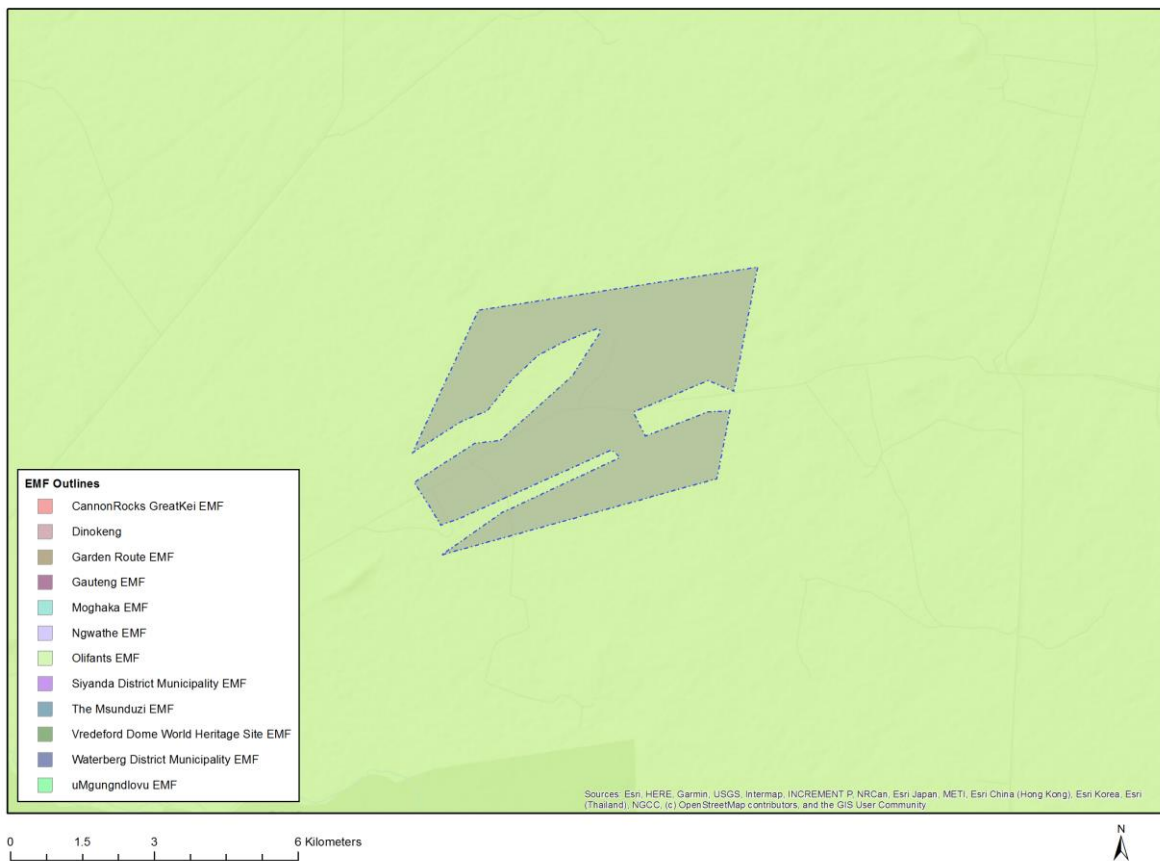 EMF Outlines
CannonRocks GreatKei EMF
Dinokeng
Garden Route EMF
Gauteng EMF
Moghaka EMF
Ngwathe EMF
Olifants EMF
Siyanda District Municipality EMF
The Msunduzi EMF
Vredeford Dome World Heritage Site EMF
Waterberg District Municipality EMF
uMgungndlovu EMF
Sources: Esri, HERE, Garmin, USGS, Intermap, INCREMENT P, NRCan, Esri Japan, METI, Esri China (Hong Kong), Esri Korea, Esri
(Thailand), NGCC, (c) OpenStreetMap contributors, and the GIS User Community
0 1.5 3 6 Kilometers
N